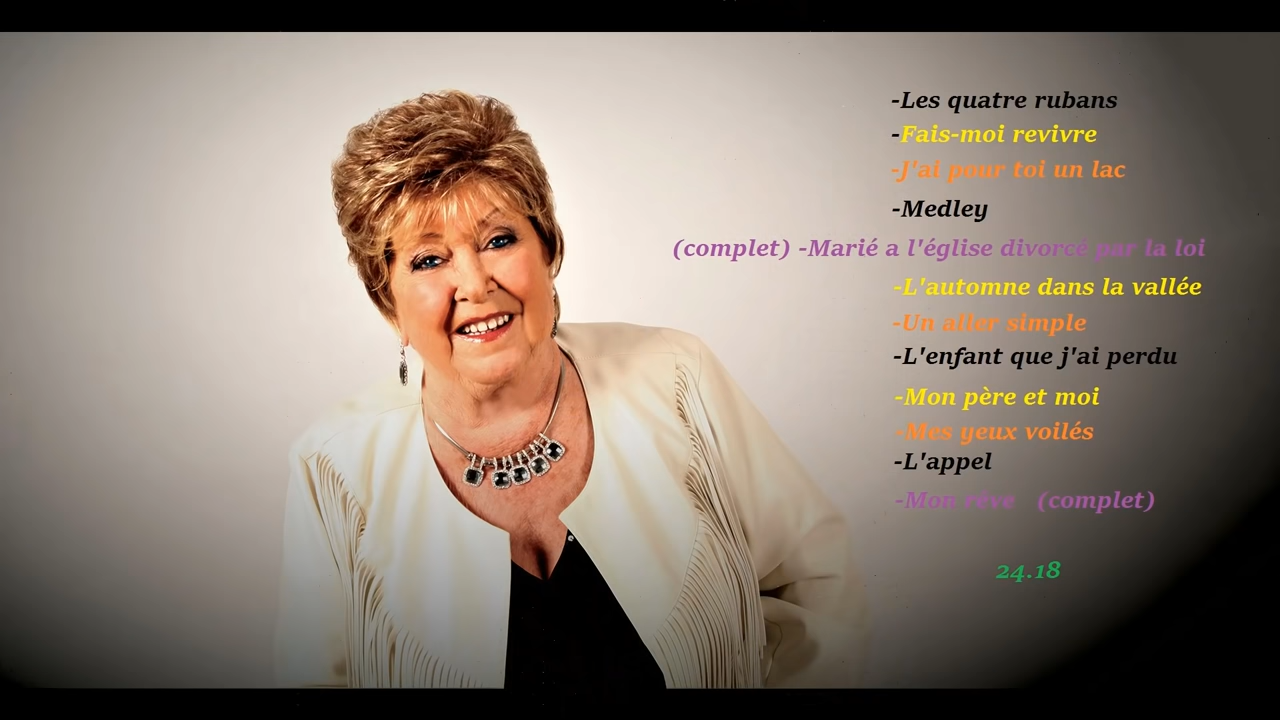 -Les quatre rubans
-Fais-moi revivre
-J'ai pour toi un lac
-Medley
(complet) -Marié a l'église divorcé par la loi
-L'automne dans la vallée
-Un aller simple
-L'enfant que j'ai perdu
-Mon père et moi
-Mes yeux voilés
-L'appel
-Mon rêve (complet)
24.18